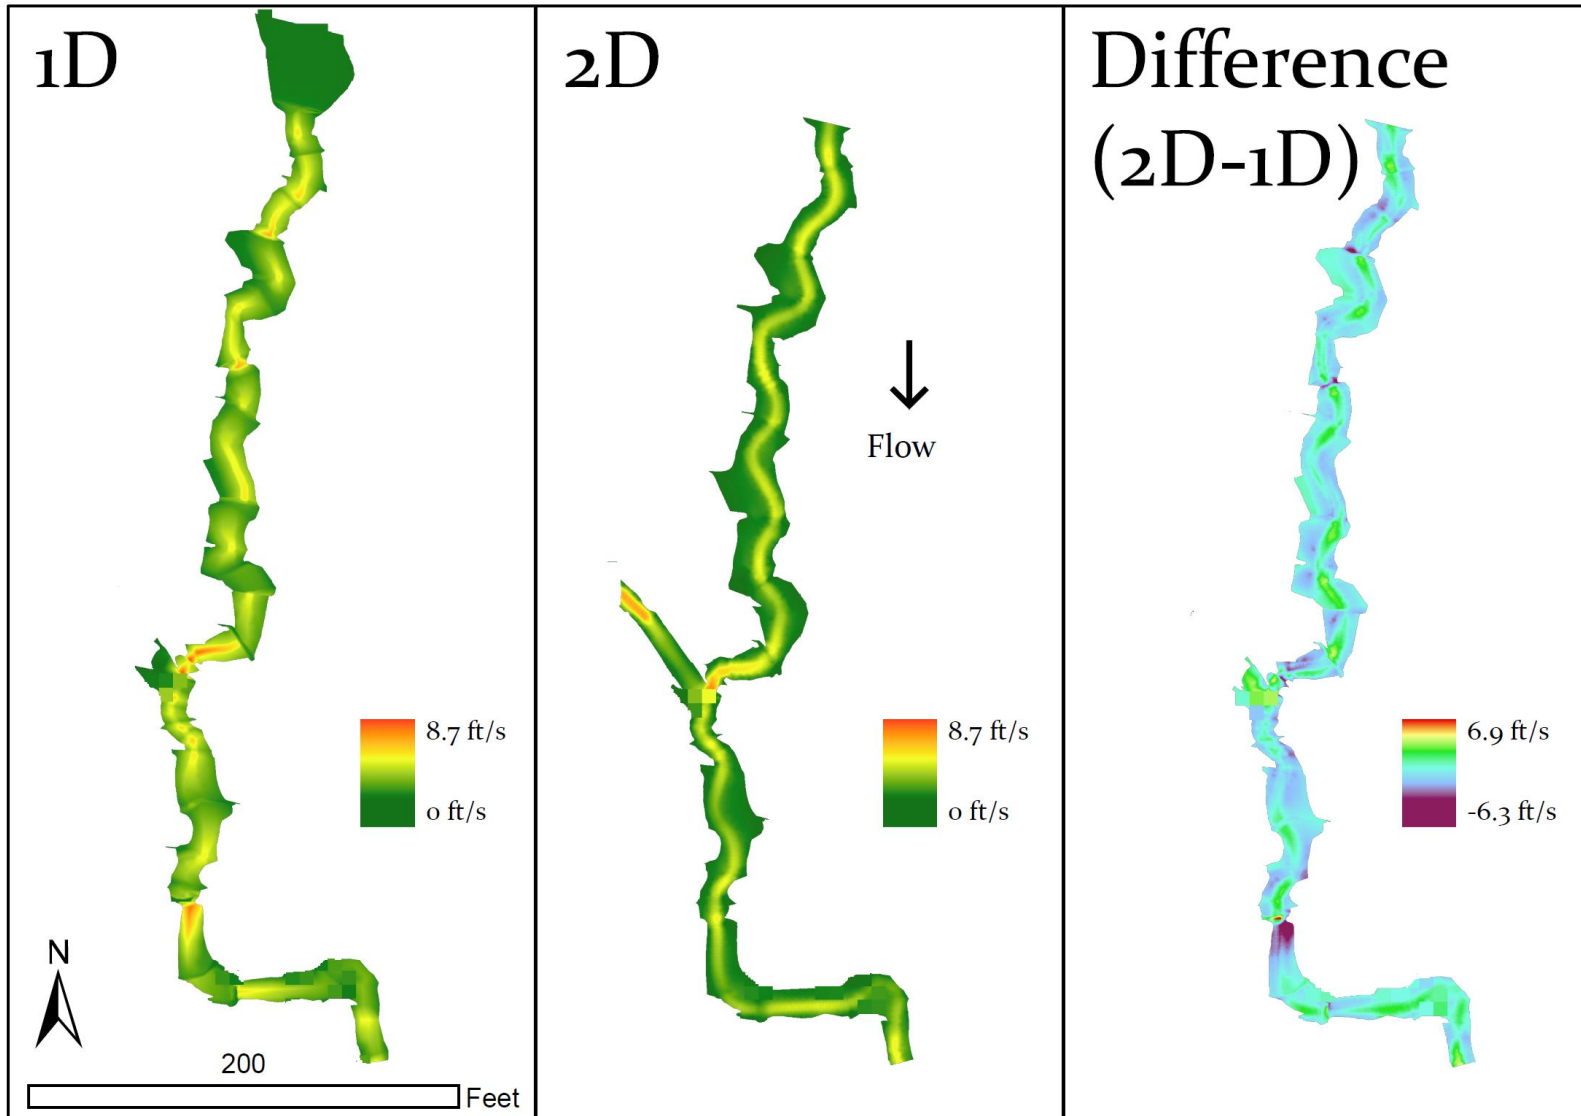 1D
2D
Difference
(2D-1D)
Flow
8.7 ft/s
0 ft/s
8.7 ft/s
0 ft/s
6.9 ft/s
-6.3 ft/s
N
200
Feet